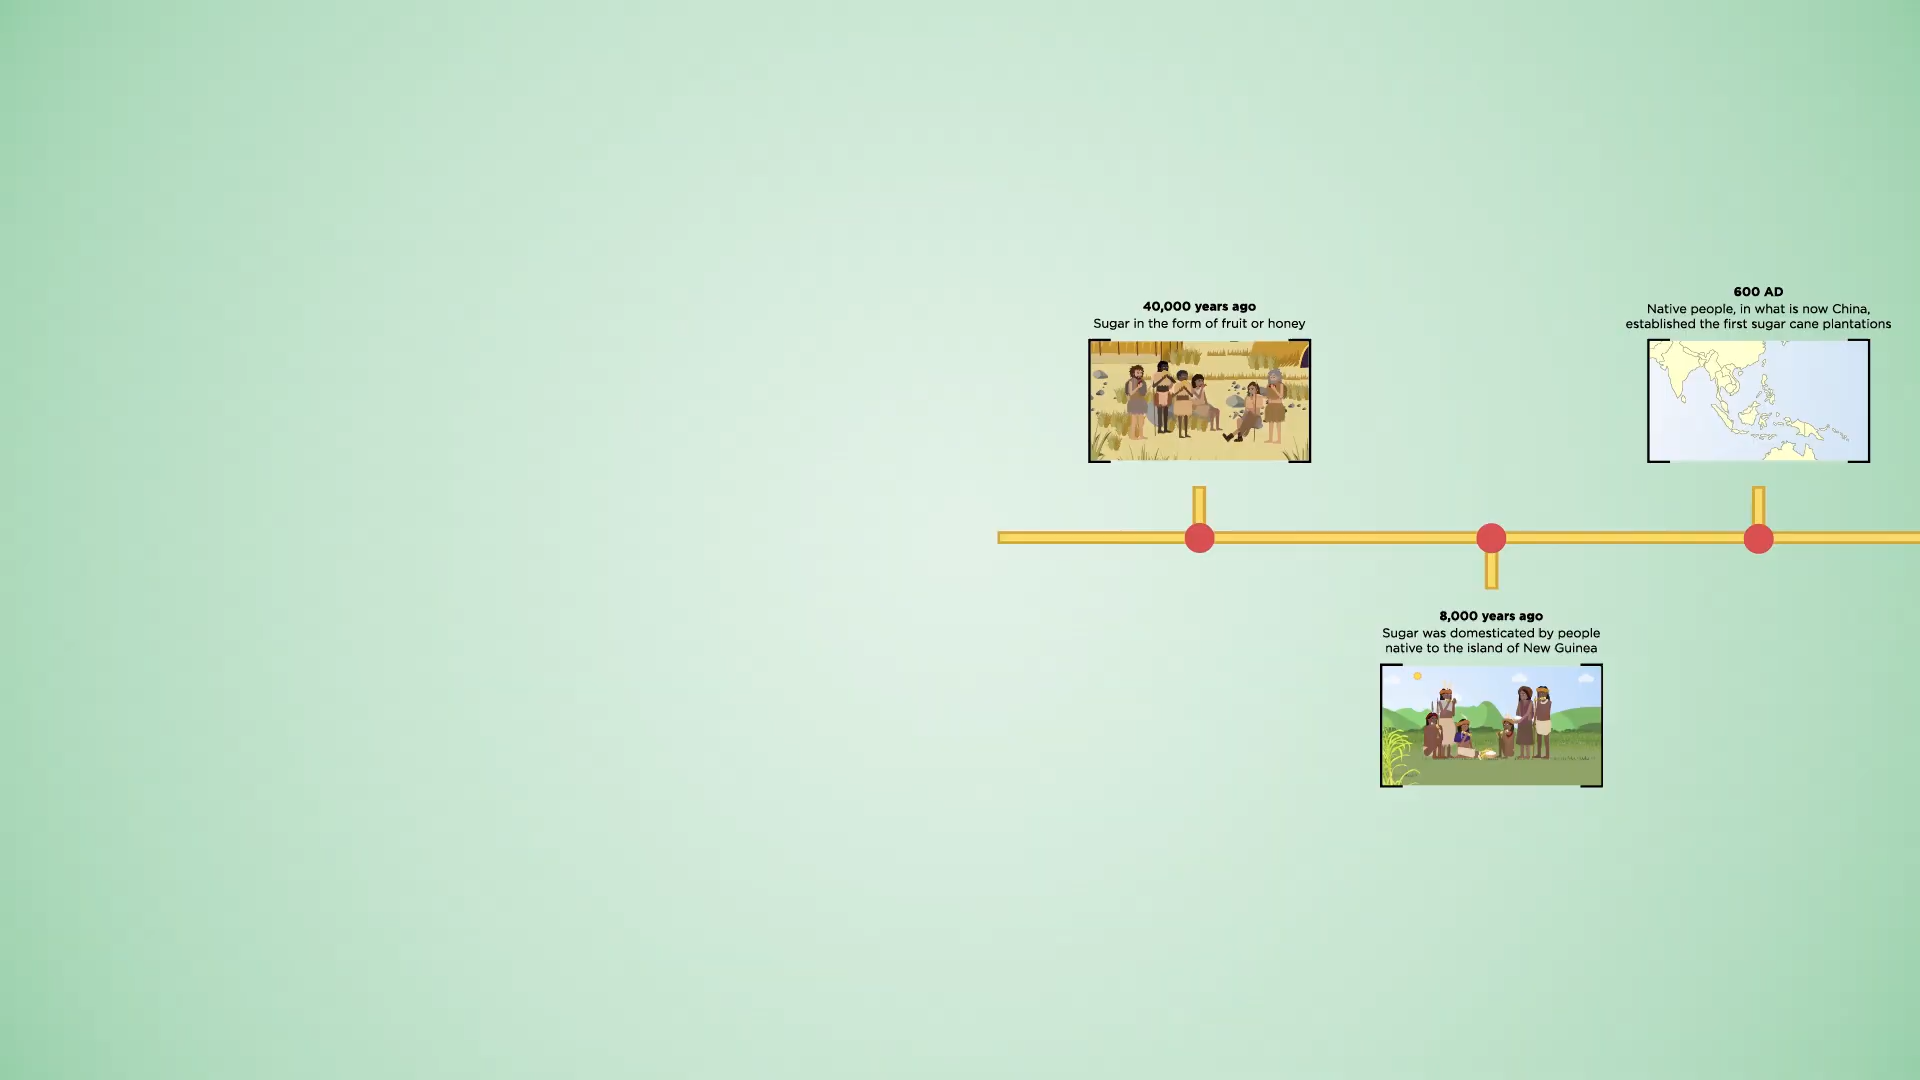 40,000 years ago
Sugar in the form of fruit or honey
8,000 years ago
Sugar was domesticated by people
native to the island of New Guinea
600 AD
Native people, in what is now China,
established the first sugar cane plantations